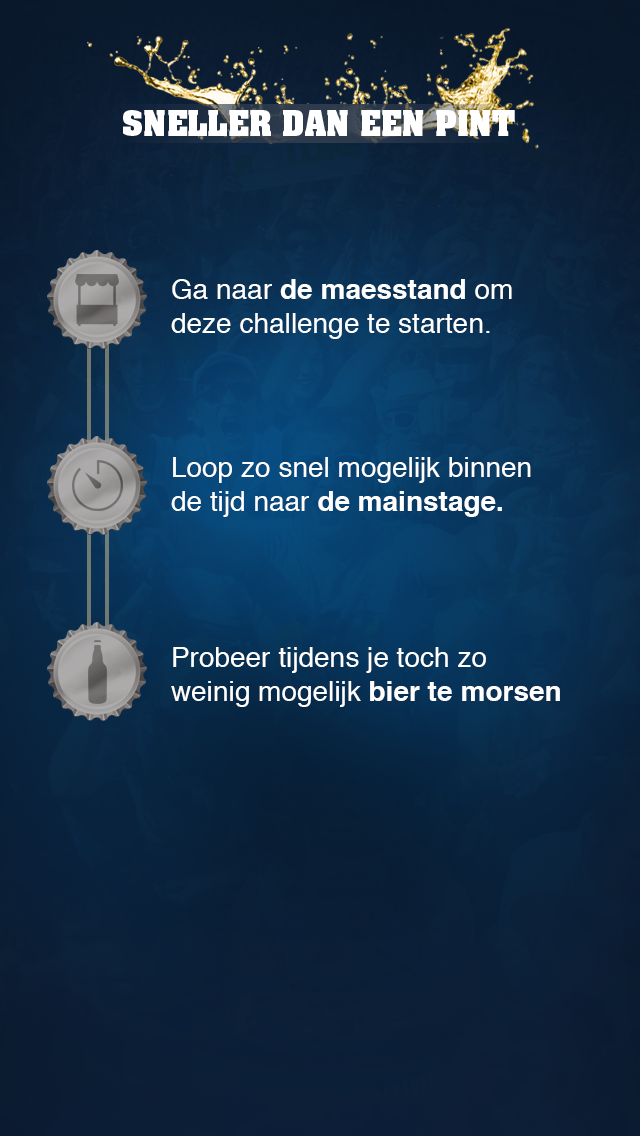 SNELLER DAN EEN PINT
Ga naar de maesstand om
deze challenge te starten.
Loop zo snel mogelijk binnen
de tijd naar de mainstage.
Probeer tijdens je toch zo
weinig mogelijk bier te morsen